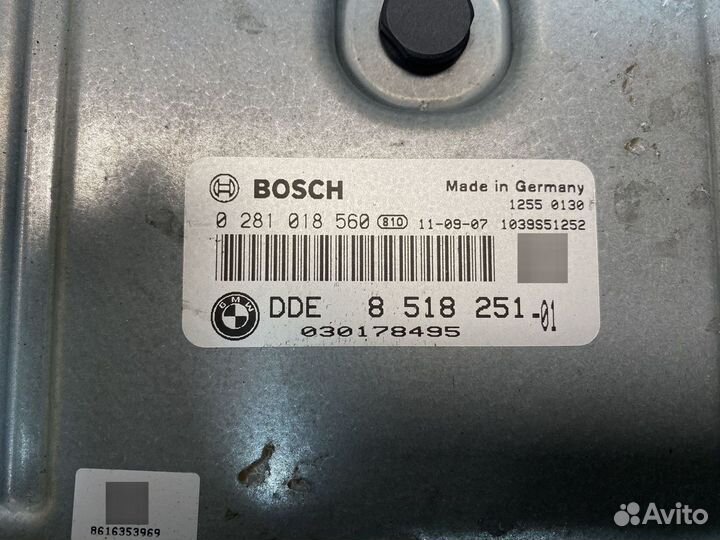 BOSCH Made in Germany
1255 0130
0 281 018 560 810 11-09-07 1039S51252
BMW DDE 8 518 251-01
030178495
8616353969
Avito